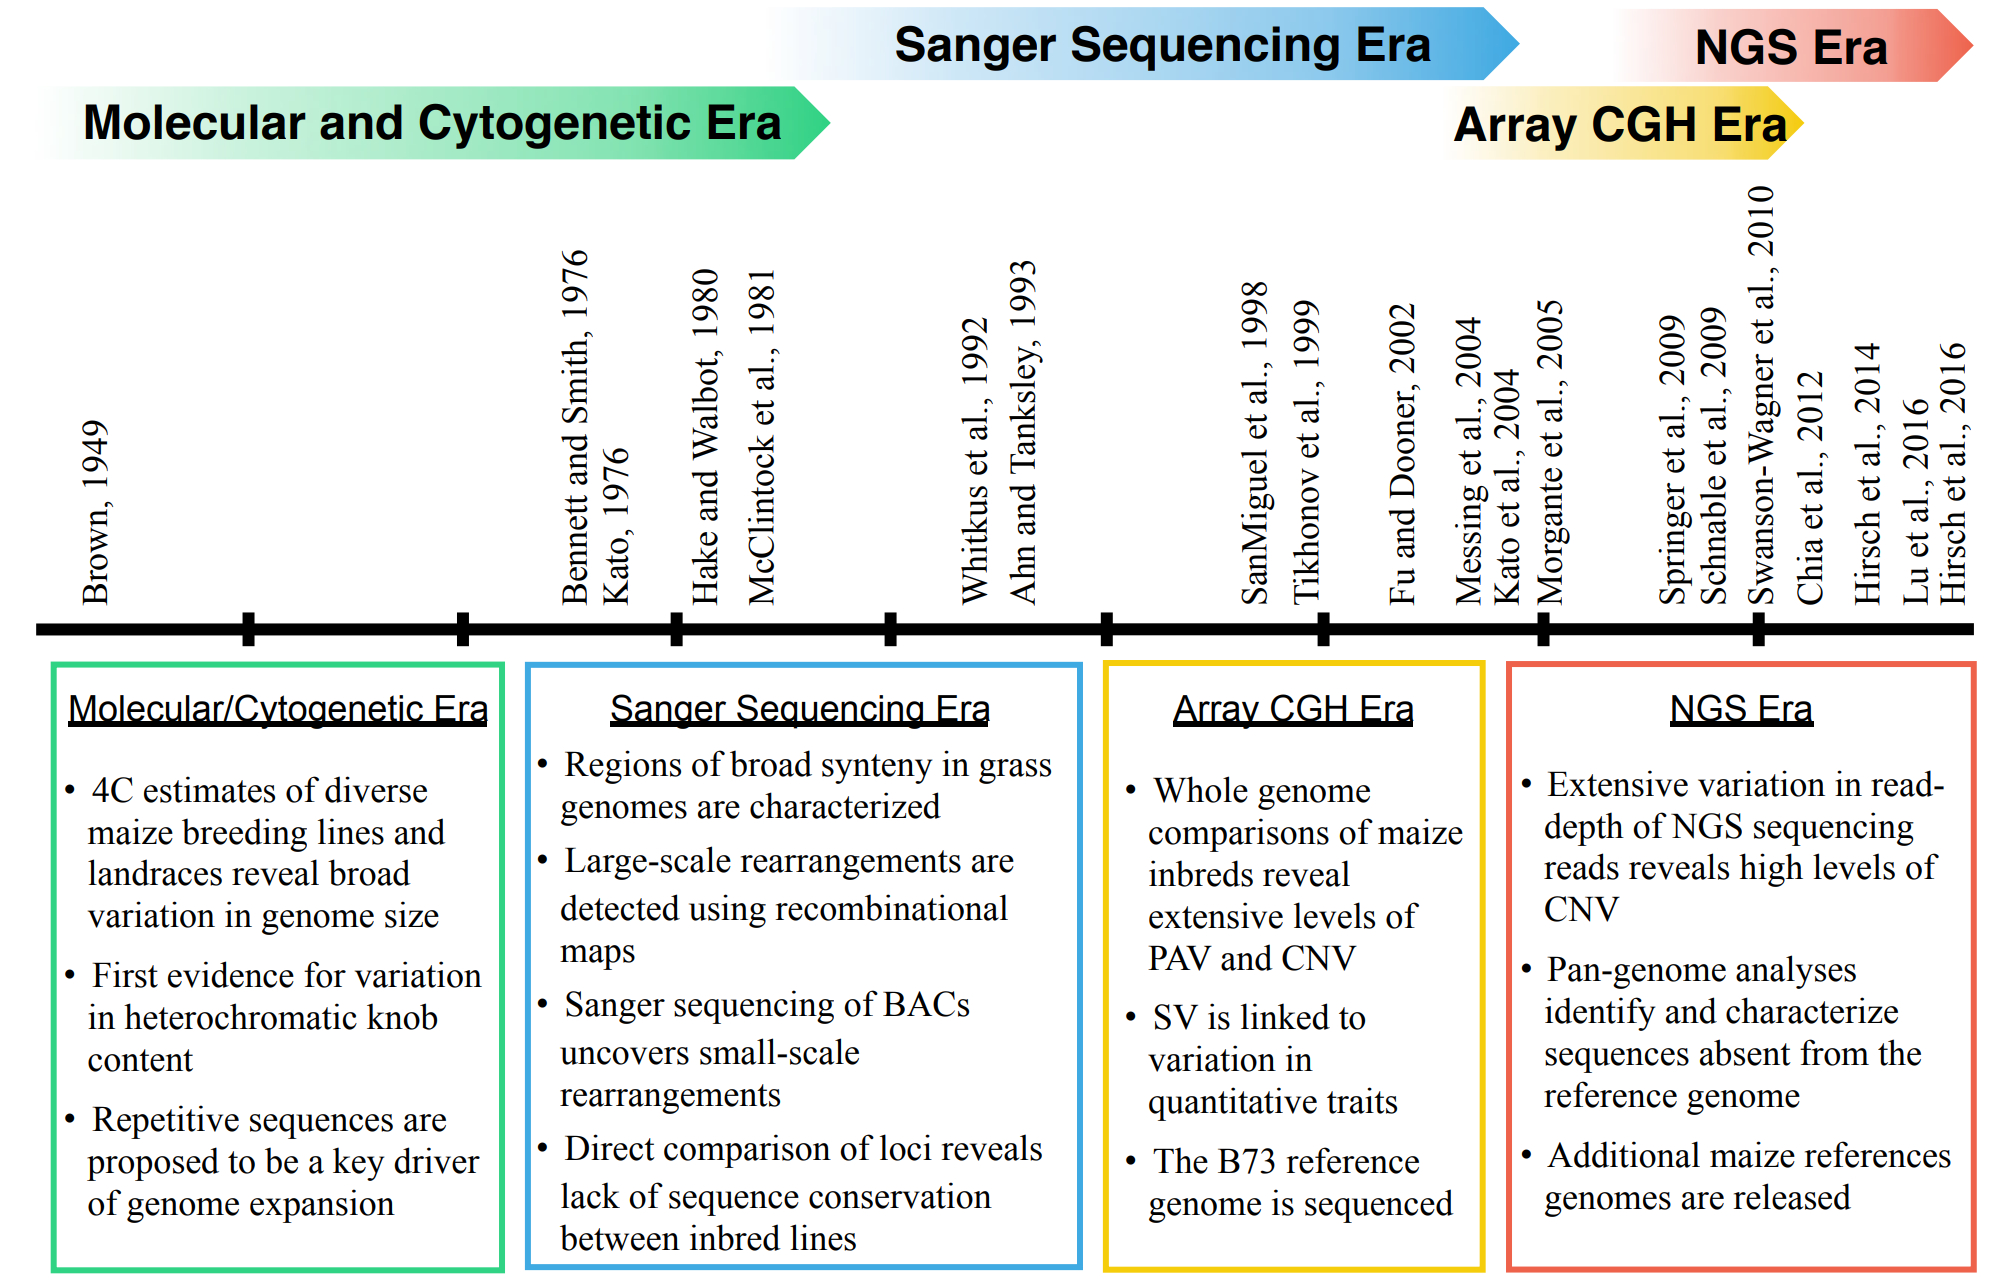 Sanger Sequencing Era
NGS Era
Molecular and Cytogenetic Era
Array CGH Era
Brown, 1949
Bennett and Smith, 1976
Kato, 1976
Hake and Walbot, 1980
McClintock et al., 1981
Whitkus et al., 1992
Ahn and Tanksley, 1993
SanMiguel et al., 1998
Tikhonov et al., 1999
Fu and Dooner, 2002
Messing et al., 2004
Kato et al., 2004
Morgante et al., 2005
Springer et al., 2009
Schnable et al., 2009
Swanson-Wagner et al., 2010
Chia et al., 2012
Hirsch et al., 2014
Lu et al., 2016
Hirsch et al., 2016
Molecular/Cytogenetic Era
• 4C estimates of diverse
maize breeding lines and
landraces reveal broad
variation in genome size
• First evidence for variation
in heterochromatic knob
content
• Repetitive sequences are
proposed to be a key driver
of genome expansion
Sanger Sequencing Era
• Regions of broad synteny in grass
genomes are characterized
• Large-scale rearrangements are
detected using recombinational
maps
• Sanger sequencing of BACs
uncovers small-scale
rearrangements
• Direct comparison of loci reveals
lack of sequence conservation
between inbred lines
Array CGH Era
• Whole genome
comparisons of maize
inbreds reveal
extensive levels of
PAV and CNV
• SV is linked to
variation in
quantitative traits
• The B73 reference
genome is sequenced
NGS Era
• Extensive variation in read-
depth of NGS sequencing
reads reveals high levels of
CNV
• Pan-genome analyses
identify and characterize
sequences absent from the
reference genome
• Additional maize references
genomes are released